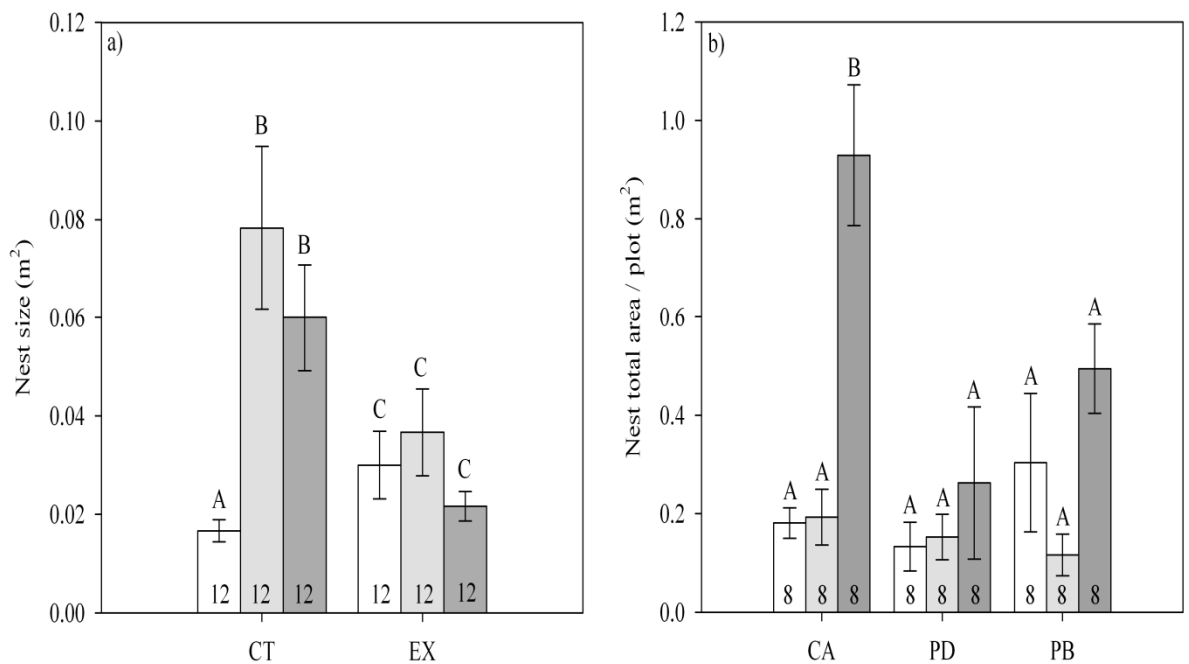 a)
Nest size (m²)
0.12
0.10
0.08
0.06
0.04
0.02
0.00
A
B
B
C
C
C
12 12 12 12 12 12
CT EX
b)
Nest total area / plot (m²)
1.2
1.0
0.8
0.6
0.4
0.2
0.0
A
A
B
A
A
A
A
A
A
8 8 8 8 8 8 8 8 8
CA PD PB